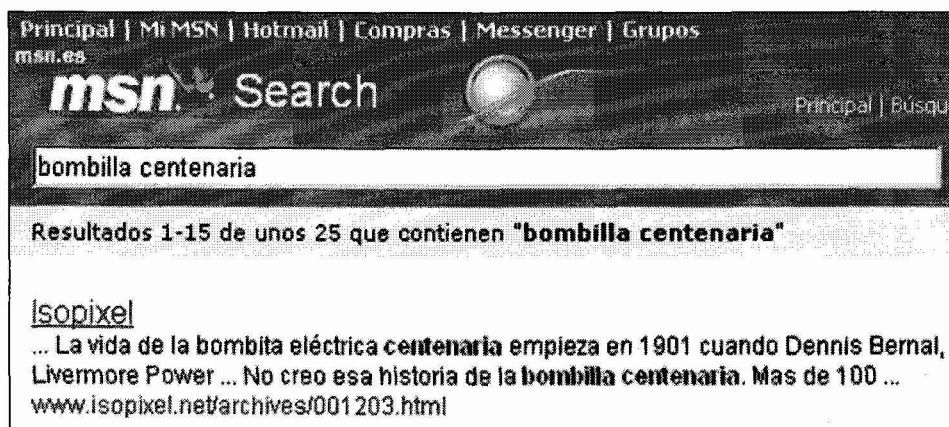 Principal | Mi MSN | Hotmail | Compras | Messenger | Grupos
msn.es
msn Search
Principal | Búsqu
bombilla centenaria
Resultados 1-15 de unos 25 que contienen "bombilla centenaria"
Isopixel
... La vida de la bombita eléctrica centenaria empieza en 1901 cuando Dennis Bernal,
Livermore Power ... No creo esa historia de la bombilla centenaria. Mas de 100 ...
www.isopixel.net/archives/001203.html